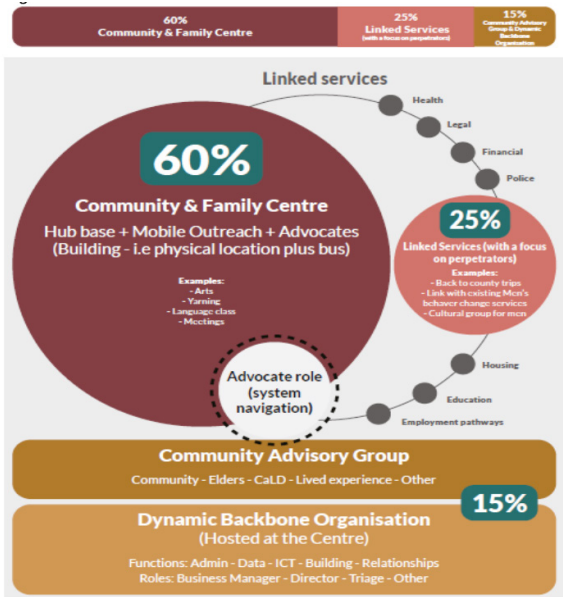 60%
Community & Family Centre
25%
Linked Services
(with a focus on perpetrators)
15%
Community Advisory
Group & Dynamic
Backbone
Organisation
Linked services
Health
Legal
Financial
Police
60%
Community & Family Centre
Hub base + Mobile Outreach + Advocates
(Building - i.e physical location plus bus)
Examples:
- Arts
- Yarning
- Language class
- Meetings
25%
Linked Services (with a focus
on perpetrators)
Examples:
- Back to county trips
- Link with existing Men's
behaver change services
- Cultural group for men
Advocate role
(system
navigation)
Housing
Education
Employment pathways
Community Advisory Group
Community - Elders - CaLD - Lived experience - Other
15%
Dynamic Backbone Organisation
(Hosted at the Centre)
Functions: Admin - Data - ICT - Building - Relationships
Roles: Business Manager - Director - Triage - Other